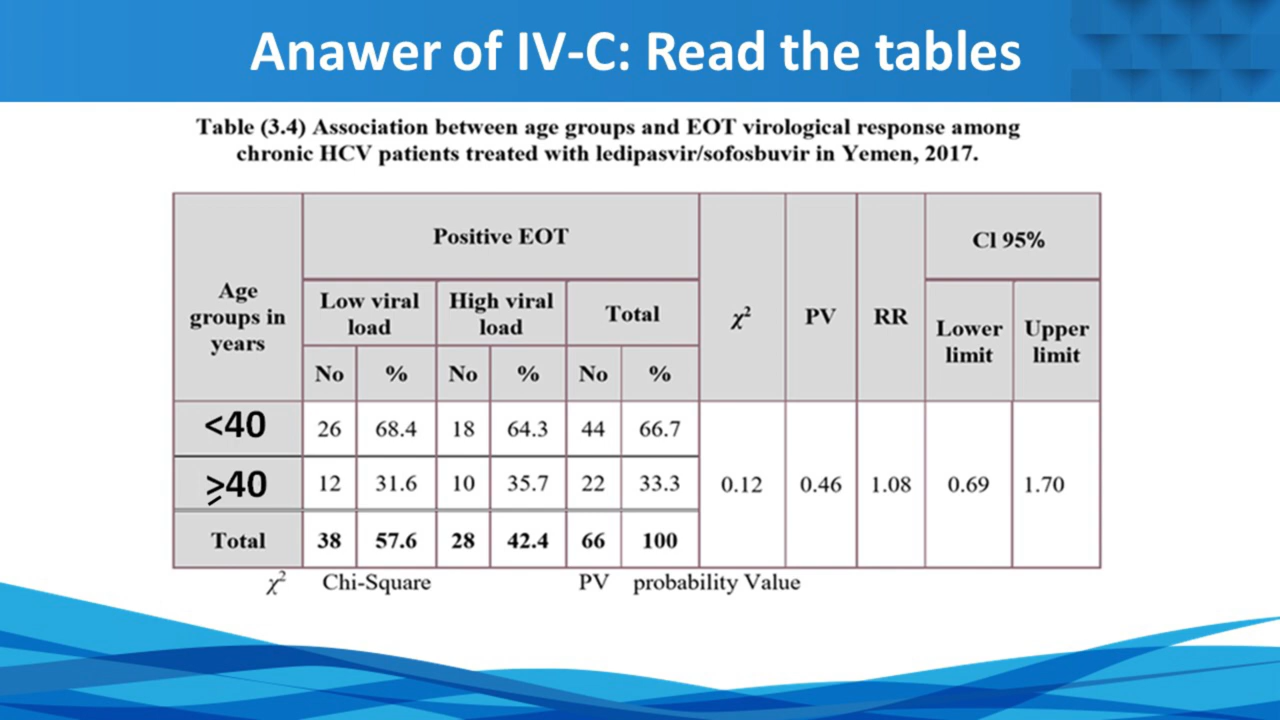 Anawer of IV-C: Read the tables
Table (3.4) Association between age groups and EOT virological response among
chronic HCV patients treated with ledipasvir/sofosbuvir in Yemen, 2017.
Age groups in years
Positive EOT
χ²
PV
RR
Cl 95%
Low viral load
High viral load
Total
Lower limit
Upper limit
No % No % No %
<40 26 68.4 18 64.3 44 66.7
≥40 12 31.6 10 35.7 22 33.3
0.12 0.46 1.08 0.69 1.70
Total 38 57.6 28 42.4 66 100
χ² Chi-Square PV probability Value